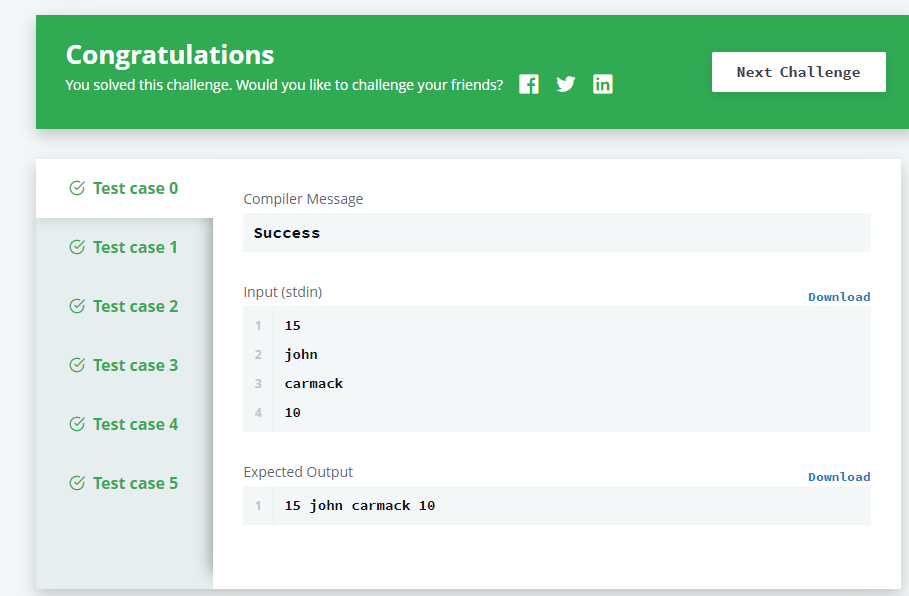 Congratulations
You solved this challenge. Would you like to challenge your friends?
Next Challenge
Test case 0
Test case 1
Test case 2
Test case 3
Test case 4
Test case 5
Compiler Message
Success
Input (stdin)
Download
1 15
2 john
3 carmack
4 10
Expected Output
Download
1 15 john carmack 10